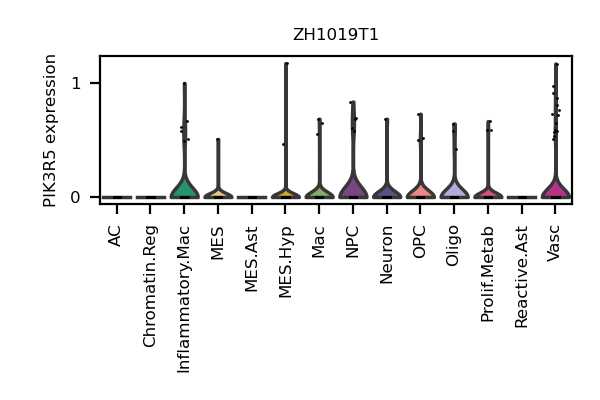 ZH1019T1
PIK3R5 expression
1
0
AC
Chromatin.Reg
Inflammatory.Mac
MES
MES.Ast
MES.Hyp
Mac
NPC
Neuron
OPC
Oligo
Prolif.Metab
Reactive.Ast
Vasc